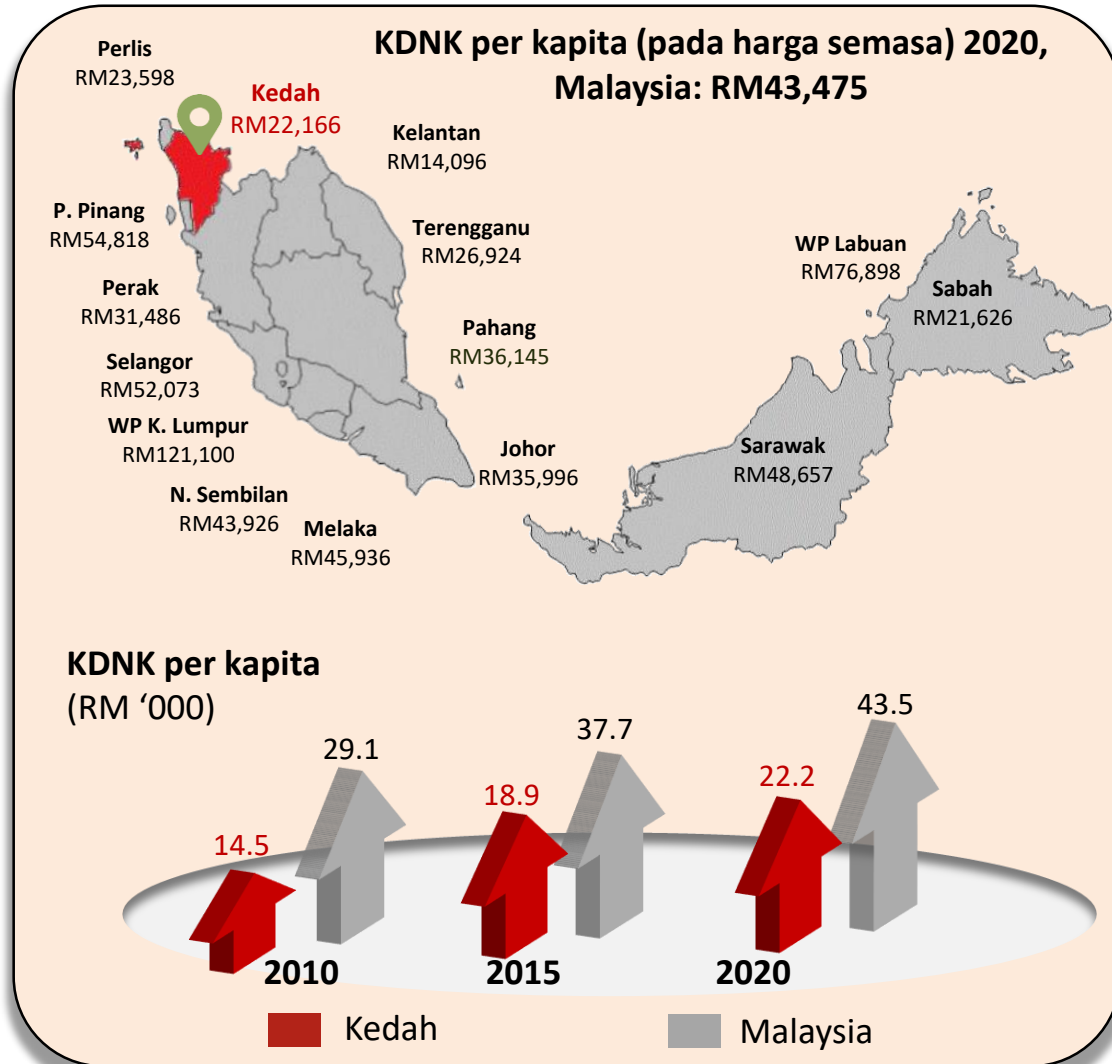 KDNK per kapita (pada harga semasa) 2020,
Malaysia: RM43,475
Perlis
RM23,598
Kedah
RM22,166
Kelantan
RM14,096
P. Pinang
RM54,818
Terengganu
RM26,924
WP Labuan
RM76,898
Sabah
RM21,626
Perak
RM31,486
Pahang
RM36,145
Selangor
RM52,073
WP K. Lumpur
RM121,100
Johor
RM35,996
Sarawak
RM48,657
N. Sembilan
RM43,926
Melaka
RM45,936
KDNK per kapita
(RM ‘000)
14.5
29.1
18.9
37.7
22.2
43.5
2010
2015
2020
Kedah
Malaysia